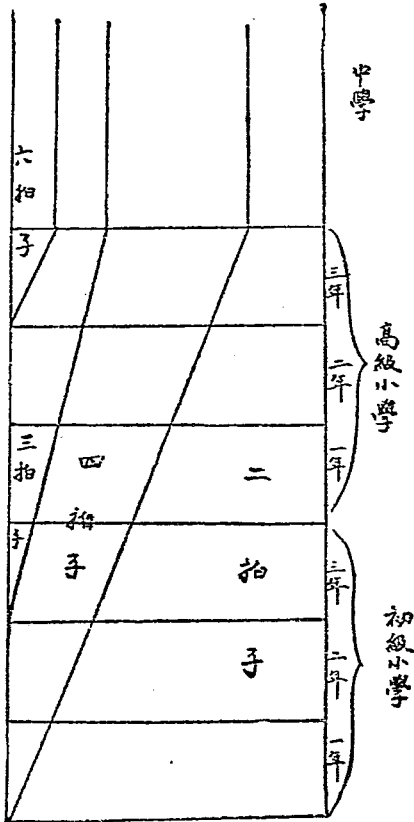 中學
高級小學
初級小學
三年
二年
一年
三年
二年
一年
二拍子
四拍子
三拍子
六拍子